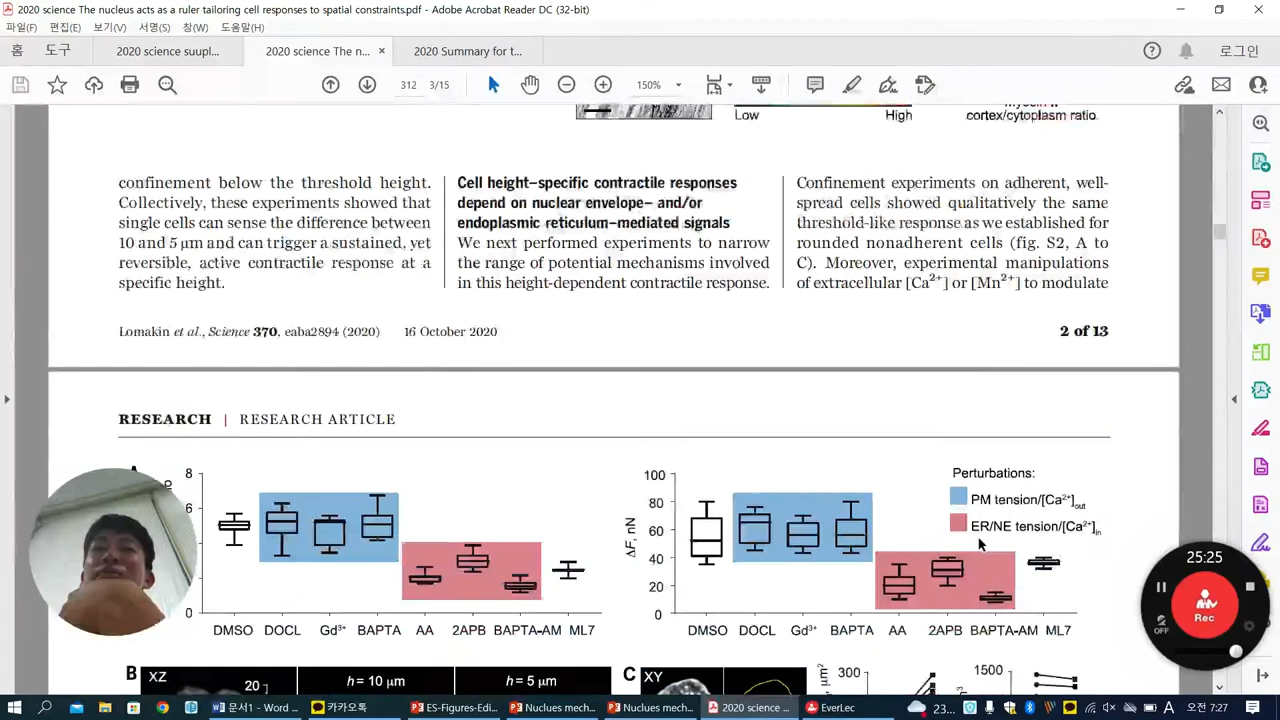 2020 science The nucleus acts as a ruler tailoring cell responses to spatial constraints.pdf - Adobe Acrobat Reader DC (32-bit)
파일(F) 편집(E) 보기(V) 서명(S) 창(W) 도움말(H)
홈 도구 2020 science suupl... 2020 science The n... × 2020 Summary for t... 로그인
312 3/15 150%
Low High cortex/cytoplasm ratio
confinement below the threshold height.
Collectively, these experiments showed that
single cells can sense the difference between
10 and 5 μm and can trigger a sustained, yet
reversible, active contractile response at a
specific height.
Cell height–specific contractile responses
depend on nuclear envelope– and/or
endoplasmic reticulum–mediated signals
We next performed experiments to narrow
the range of potential mechanisms involved
in this height-dependent contractile response.
Confinement experiments on adherent, well-
spread cells showed qualitatively the same
threshold-like response as we established for
rounded nonadherent cells (fig. S2, A to
C). Moreover, experimental manipulations
of extracellular [Ca²⁺] or [Mn²⁺] to modulate
Lomakin et al., Science 370, eaba2894 (2020) 16 October 2020 2 of 13
RESEARCH | RESEARCH ARTICLE
8
6
0
DMSO DOCL Gd³⁺ BAPTA AA 2APB BAPTA-AM ML7
ΔF, nN
100
80
60
40
20
0
DMSO DOCL Gd³⁺ BAPTA AA 2APB BAPTA-AM ML7
Perturbations:
PM tension/[Ca²⁺]out
ER/NE tension/[Ca²⁺]in
25:25
Rec
OFF
B XZ 20 h = 10 μm h = 5 μm
C XY 300 1500
문서1 - Word ... 카카오톡 ES-Figures-Edi... Nuclues mech... Nuclues mech... 2020 science ... EverLec 23... A 오전 7:27